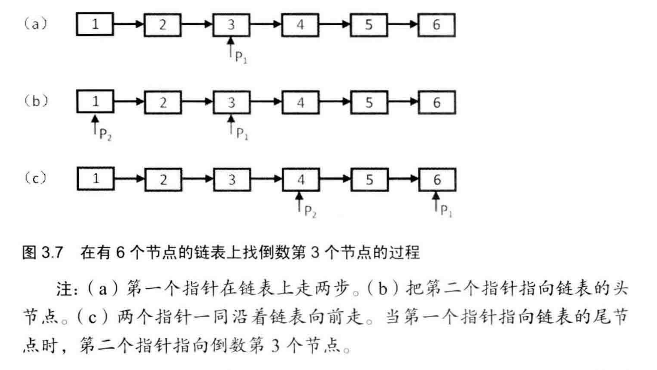 (a) 1 2 3 4 5 6
P₁
(b) 1 2 3 4 5 6
P₂ P₁
(c) 1 2 3 4 5 6
P₂ P₁
图 3.7 在有 6 个节点的链表上找倒数第 3 个节点的过程
注：（a）第一个指针在链表上走两步。（b）把第二个指针指向链表的头
节点。（c）两个指针一同沿着链表向前走。当第一个指针指向链表的尾节
点时，第二个指针指向倒数第 3 个节点。